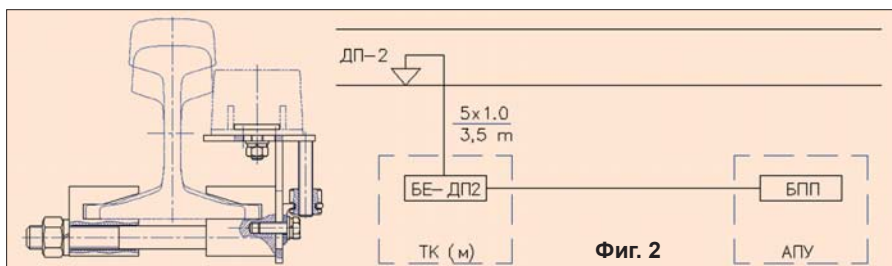 ДП-2
5x1.0
3,5 m
БЕ-ДП2
БПП
ТК (м)
Фиг. 2
АПУ